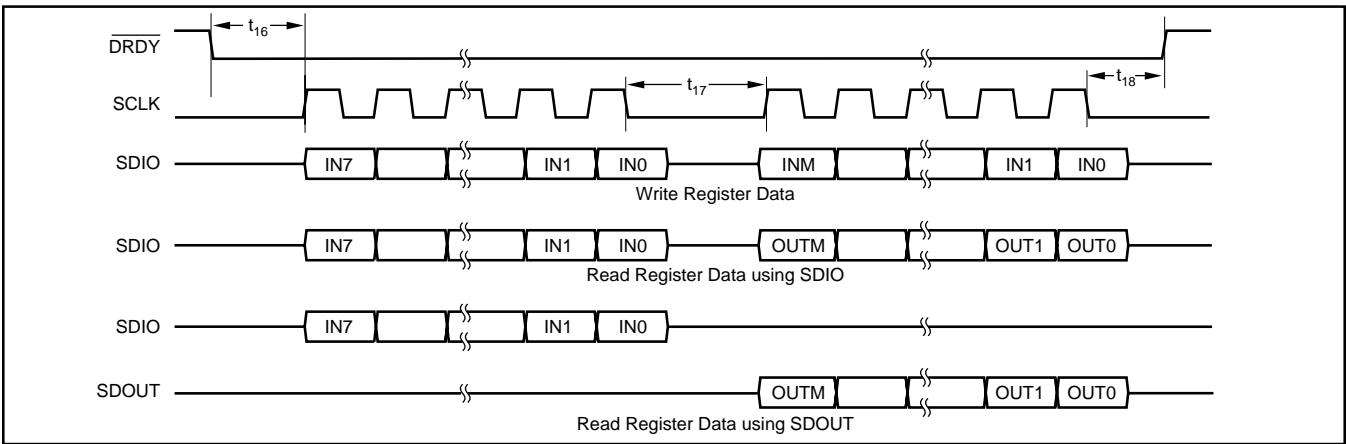 t16
DRDY
t17
t18
SCLK
SDIO IN7 IN1 IN0 INM IN1 IN0
Write Register Data
SDIO IN7 IN1 IN0 OUTM OUT1 OUT0
Read Register Data using SDIO
SDIO IN7 IN1 IN0
SDOUT OUTM OUT1 OUT0
Read Register Data using SDOUT